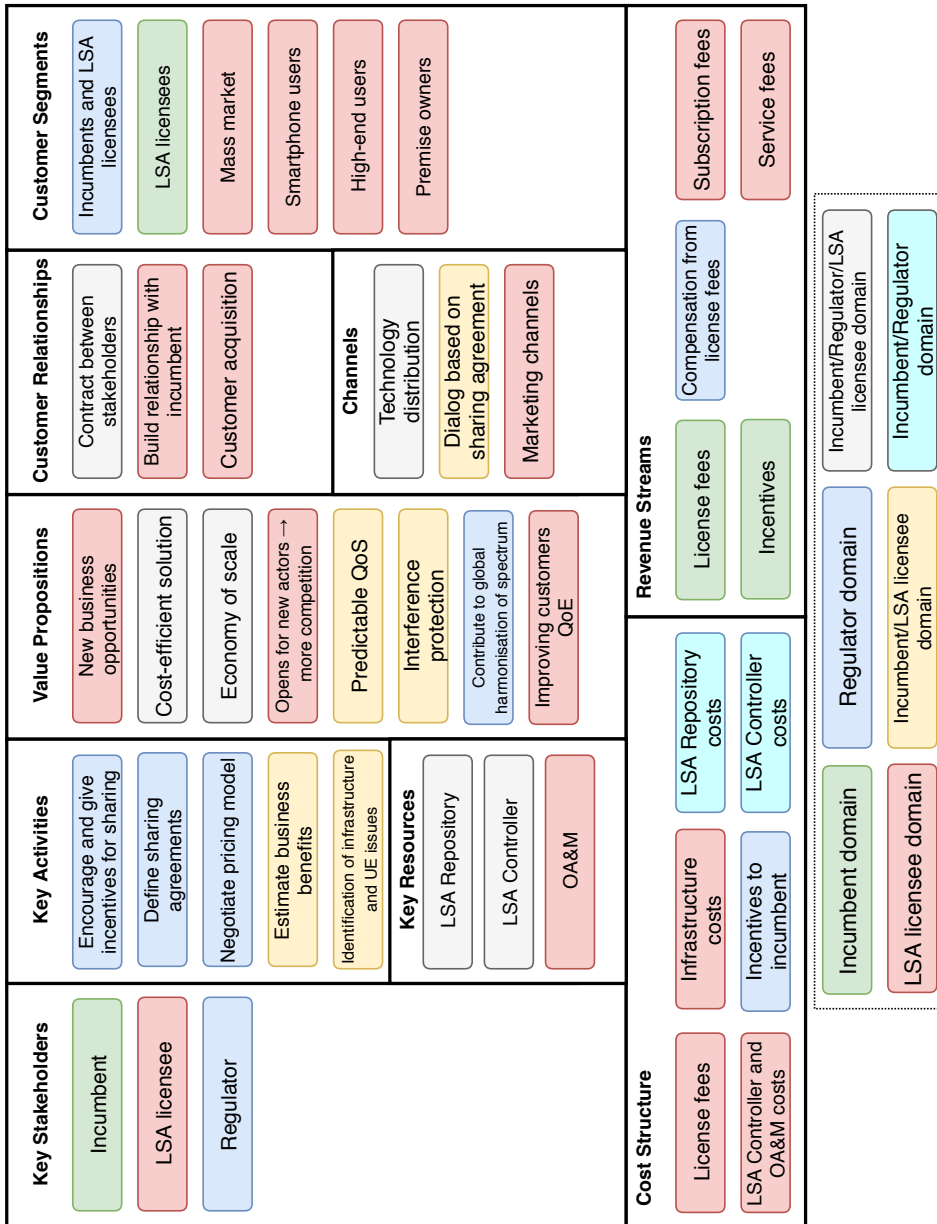 Key Stakeholders
Incumbent
LSA licensee
Regulator
Key Activities
Encourage and give
incentives for sharing
Define sharing
agreements
Negotiate pricing model
Estimate business
benefits
Identification of infrastructure
and UE issues
Key Resources
LSA Repository
LSA Controller
OA&M
Value Propositions
New business
opportunities
Cost-efficient solution
Economy of scale
Opens for new actors →
more competition
Predictable QoS
Interference
protection
Contribute to global
harmonisation of spectrum
Improving customers
QoE
Customer Relationships
Contract between
stakeholders
Build relationship with
incumbent
Customer acquisition
Channels
Technology
distribution
Dialog based on
sharing agreement
Marketing channels
Customer Segments
Incumbents and LSA
licensees
LSA licensees
Mass market
Smartphone users
High-end users
Premise owners
Cost Structure
License fees
Infrastructure
costs
LSA Repository
costs
LSA Controller and
OA&M costs
Incentives to
incumbent
LSA Controller
costs
Revenue Streams
License fees
Compensation from
license fees
Subscription fees
Incentives
Service fees
Incumbent domain
Regulator domain
Incumbent/Regulator/LSA
licensee domain
LSA licensee domain
Incumbent/LSA licensee
domain
Incumbent/Regulator
domain